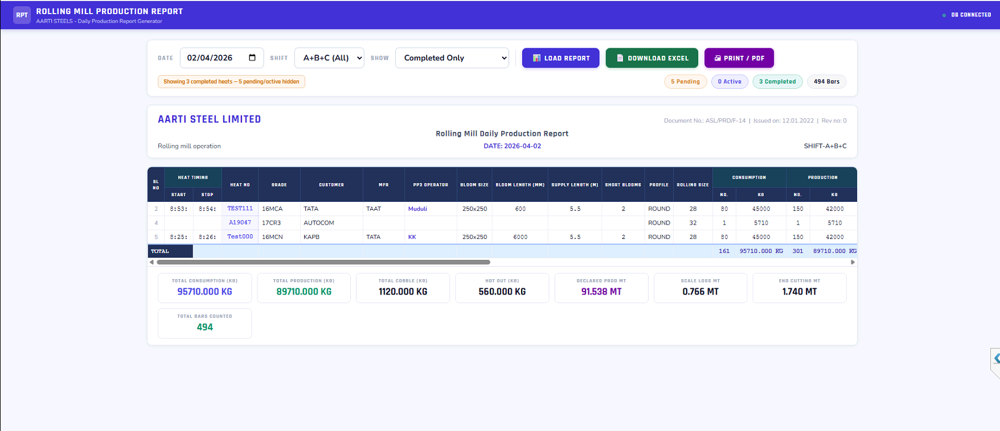 RPT
ROLLING MILL PRODUCTION REPORT
AARTI STEELS - Daily Production Report Generator
DB CONNECTED
DATE 02/04/2026 SHIFT A+B+C (All) SHOW Completed Only LOAD REPORT DOWNLOAD EXCEL PRINT / PDF
Showing 3 completed heats — 5 pending/active hidden 5 Pending 0 Active 3 Completed 494 Bars
AARTI STEEL LIMITED
Document No.: ASL/PRD/F-14 | Issued on: 12.01.2022 | Rev no: 0
Rolling Mill Daily Production Report
Rolling mill operation DATE: 2026-04-02 SHIFT-A+B+C
SL NO HEAT TIMING HEAT NO GRADE CUSTOMER MFR PP3 OPERATOR BLOOM SIZE BLOOM LENGTH (MM) SUPPLY LENGTH (M) SHORT BLOOMS PROFILE ROLLING SIZE CONSUMPTION PRODUCTION
START STOP NO. KG NO. KG
2 8:53: 8:54: TEST111 16MCA TATA TAAT Muduli 250x250 600 5.5 2 ROUND 28 80 45000 150 42000
4 A19047 17CR3 AUTOCOM ROUND 32 1 5710 1 5710
5 8:25: 8:26: Test000 16MCN KAPB TATA KK 250x250 6000 5.5 2 ROUND 28 80 45000 150 42000
TOTAL 161 95710.000 KG 301 89710.000 KG
TOTAL CONSUMPTION (KG) TOTAL PRODUCTION (KG) TOTAL COBBLE (KG) HOT OUT (KG) DECLARED PROD MT SCALE LOSS MT END CUTTING MT
95710.000 KG 89710.000 KG 1120.000 KG 560.000 KG 91.538 MT 0.766 MT 1.740 MT
TOTAL BARS COUNTED
494